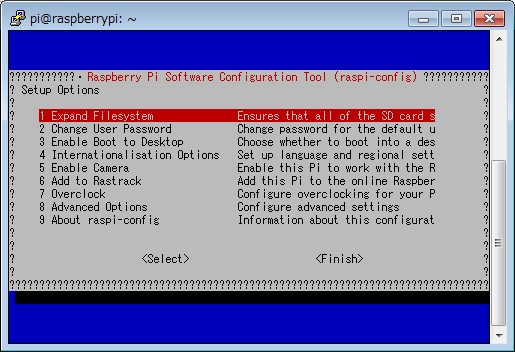 pi@raspberrypi: ~
??????????? · Raspberry Pi Software Configuration Tool (raspi-config) ???????????
? Setup Options ?
? ?
? 1 Expand Filesystem Ensures that all of the SD card s ?
? 2 Change User Password Change password for the default u ?
? 3 Enable Boot to Desktop Choose whether to boot into a des ?
? 4 Internationalisation Options Set up language and regional sett ?
? 5 Enable Camera Enable this Pi to work with the R ?
? 6 Add to Rastrack Add this Pi to the online Raspber ?
? 7 Overclock Configure overclocking for your P ?
? 8 Advanced Options Configure advanced settings ?
? 9 About raspi-config Information about this configurat ?
? ?
? ?
? <Select> <Finish> ?
? ?
????????????????????????????????????????????????????????????????????????????????